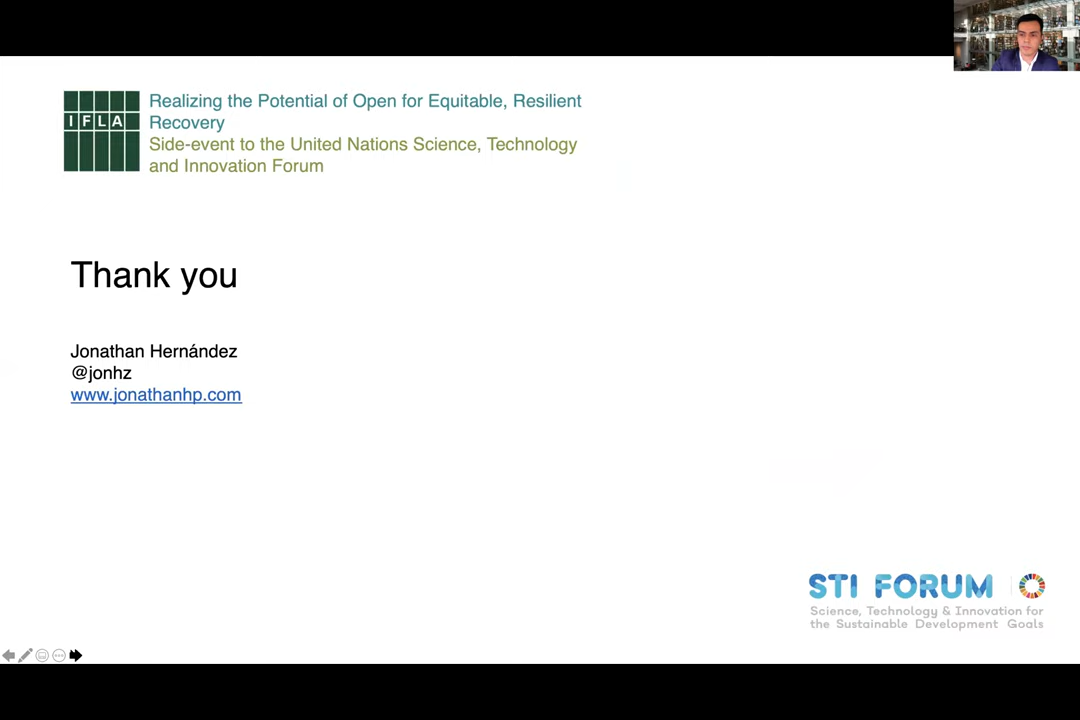 IFLA
Realizing the Potential of Open for Equitable, Resilient
Recovery
Side-event to the United Nations Science, Technology
and Innovation Forum
Thank you
Jonathan Hernández
@jonhz
www.jonathanhp.com
STI FORUM
Science, Technology & Innovation for
the Sustainable Development Goals